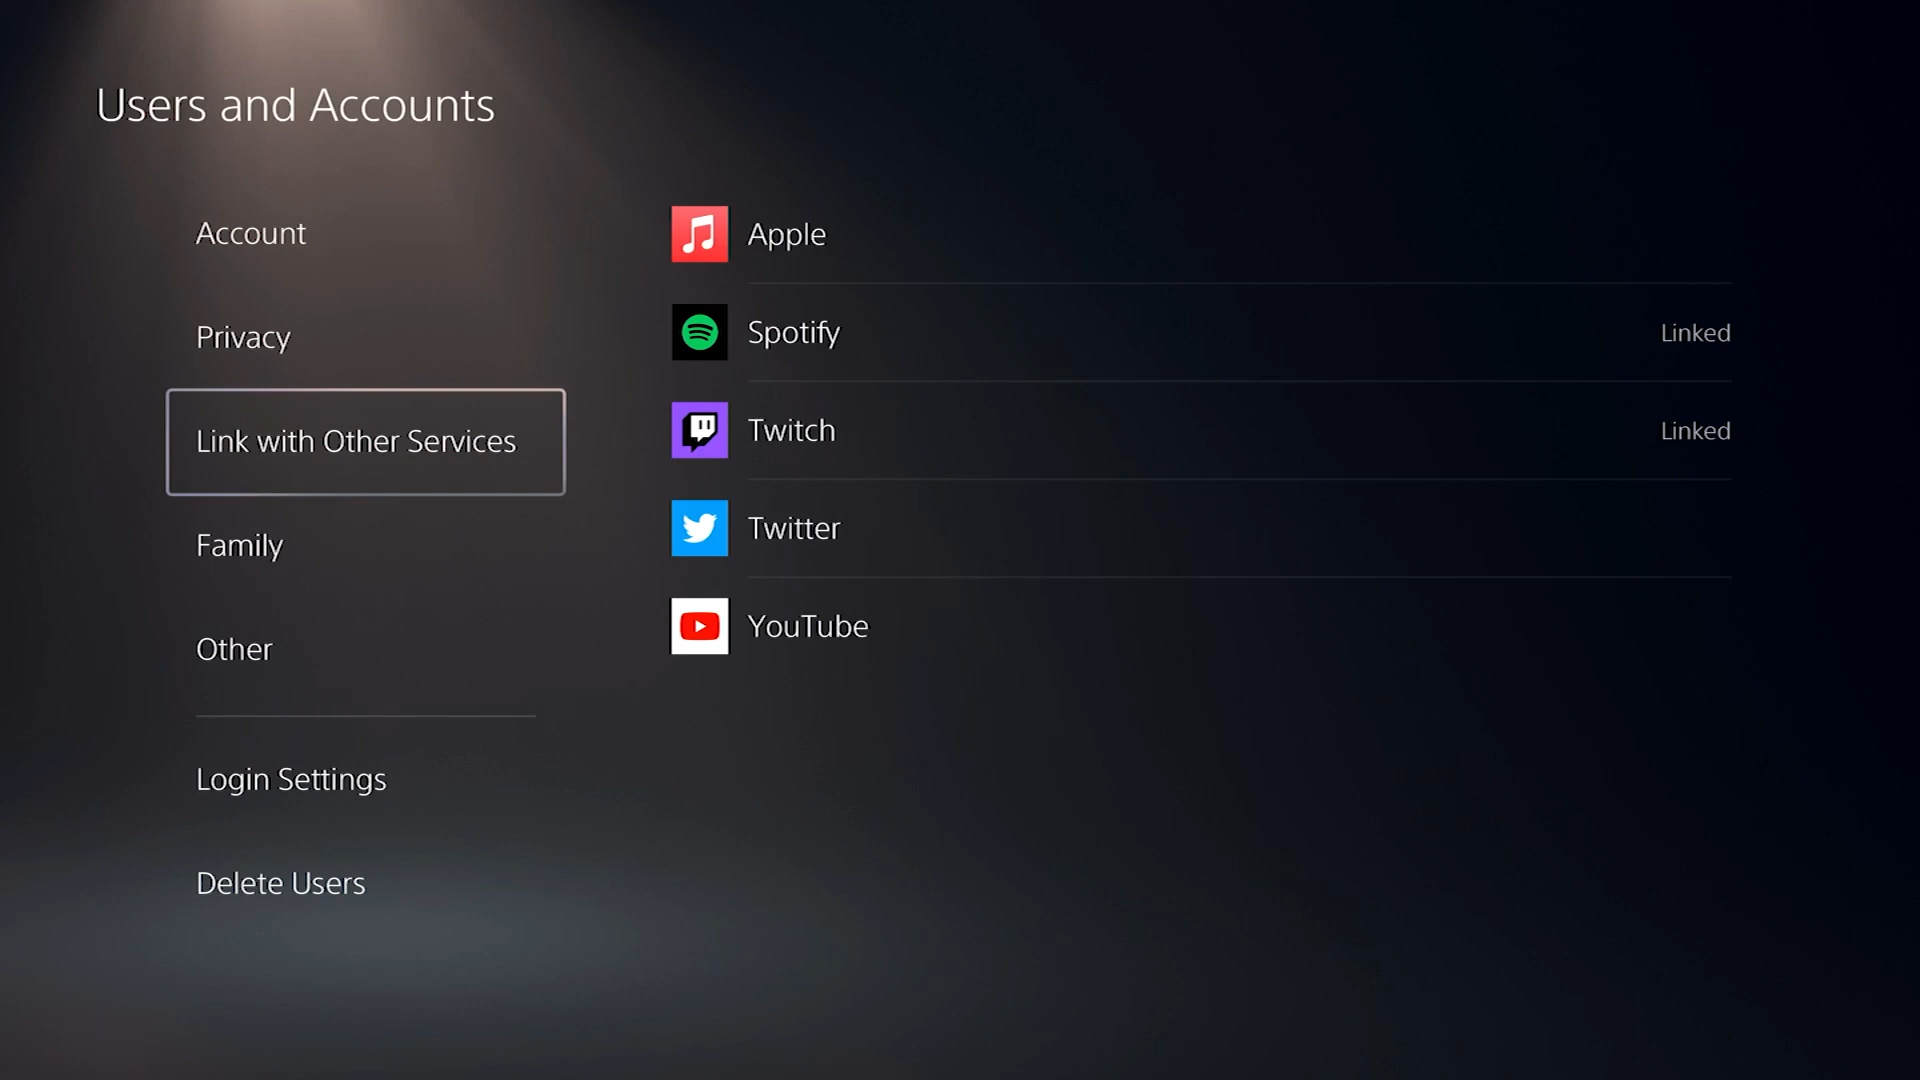 Users and Accounts
Account
Privacy
Link with Other Services
Family
Other
Login Settings
Delete Users
Apple
Spotify Linked
Twitch Linked
Twitter
YouTube